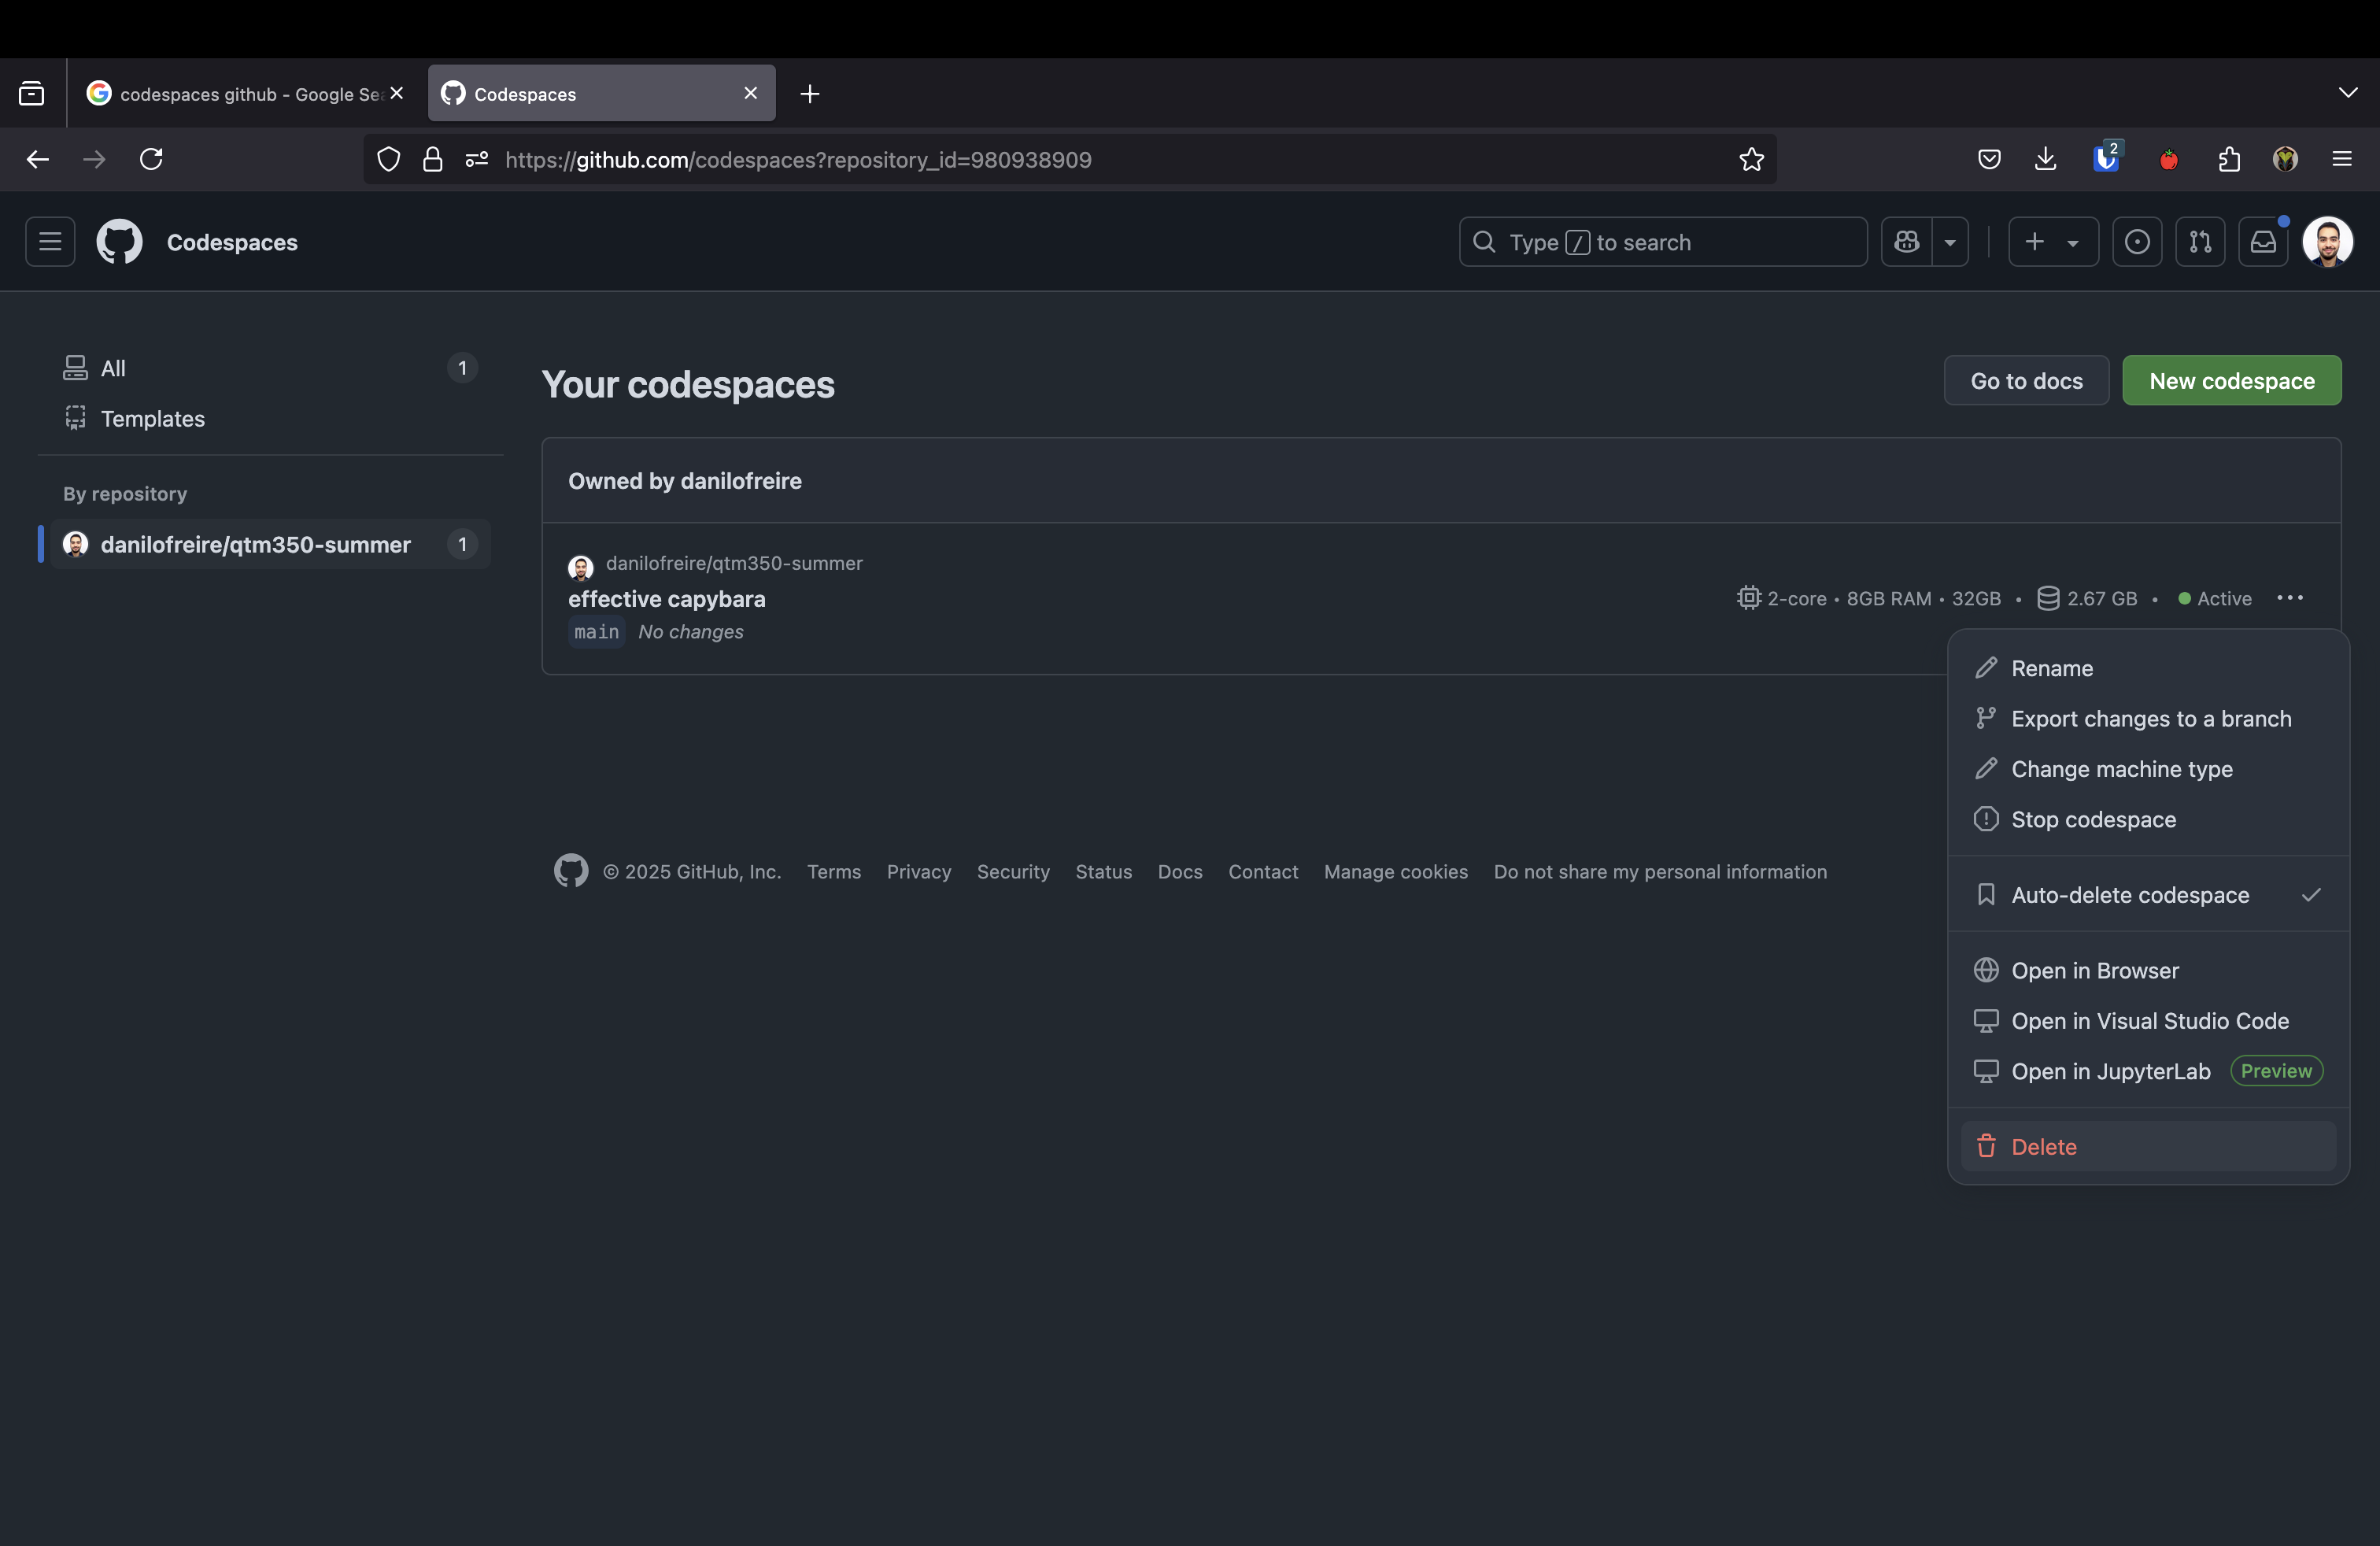 codespaces github - Google Se
Codespaces
https://github.com/codespaces?repository_id=980938909
2
Codespaces
Type / to search
All 1
Templates
By repository
danilofreire/qtm350-summer 1
Your codespaces
Go to docs
New codespace
Owned by danilofreire
danilofreire/qtm350-summer
effective capybara
main No changes
2-core • 8GB RAM • 32GB • 2.67 GB • Active
Rename
Export changes to a branch
Change machine type
Stop codespace
Auto-delete codespace
Open in Browser
Open in Visual Studio Code
Open in JupyterLab Preview
Delete
© 2025 GitHub, Inc. Terms Privacy Security Status Docs Contact Manage cookies Do not share my personal information